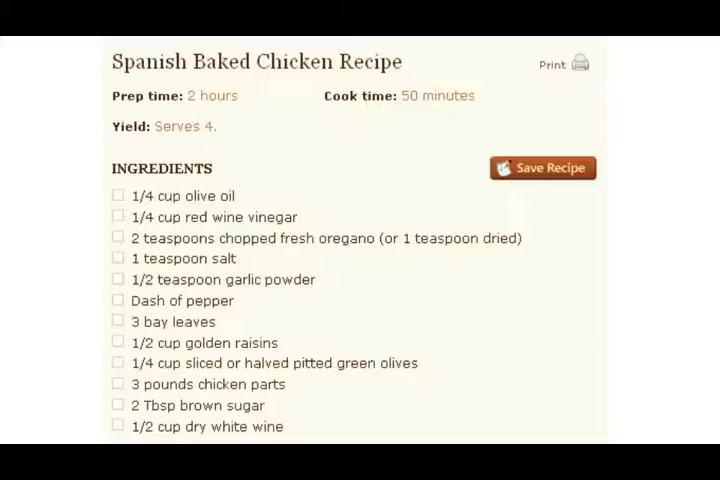 Spanish Baked Chicken Recipe
Print
Prep time: 2 hours Cook time: 50 minutes
Yield: Serves 4.
INGREDIENTS
Save Recipe
1/4 cup olive oil
1/4 cup red wine vinegar
2 teaspoons chopped fresh oregano (or 1 teaspoon dried)
1 teaspoon salt
1/2 teaspoon garlic powder
Dash of pepper
3 bay leaves
1/2 cup golden raisins
1/4 cup sliced or halved pitted green olives
3 pounds chicken parts
2 Tbsp brown sugar
1/2 cup dry white wine